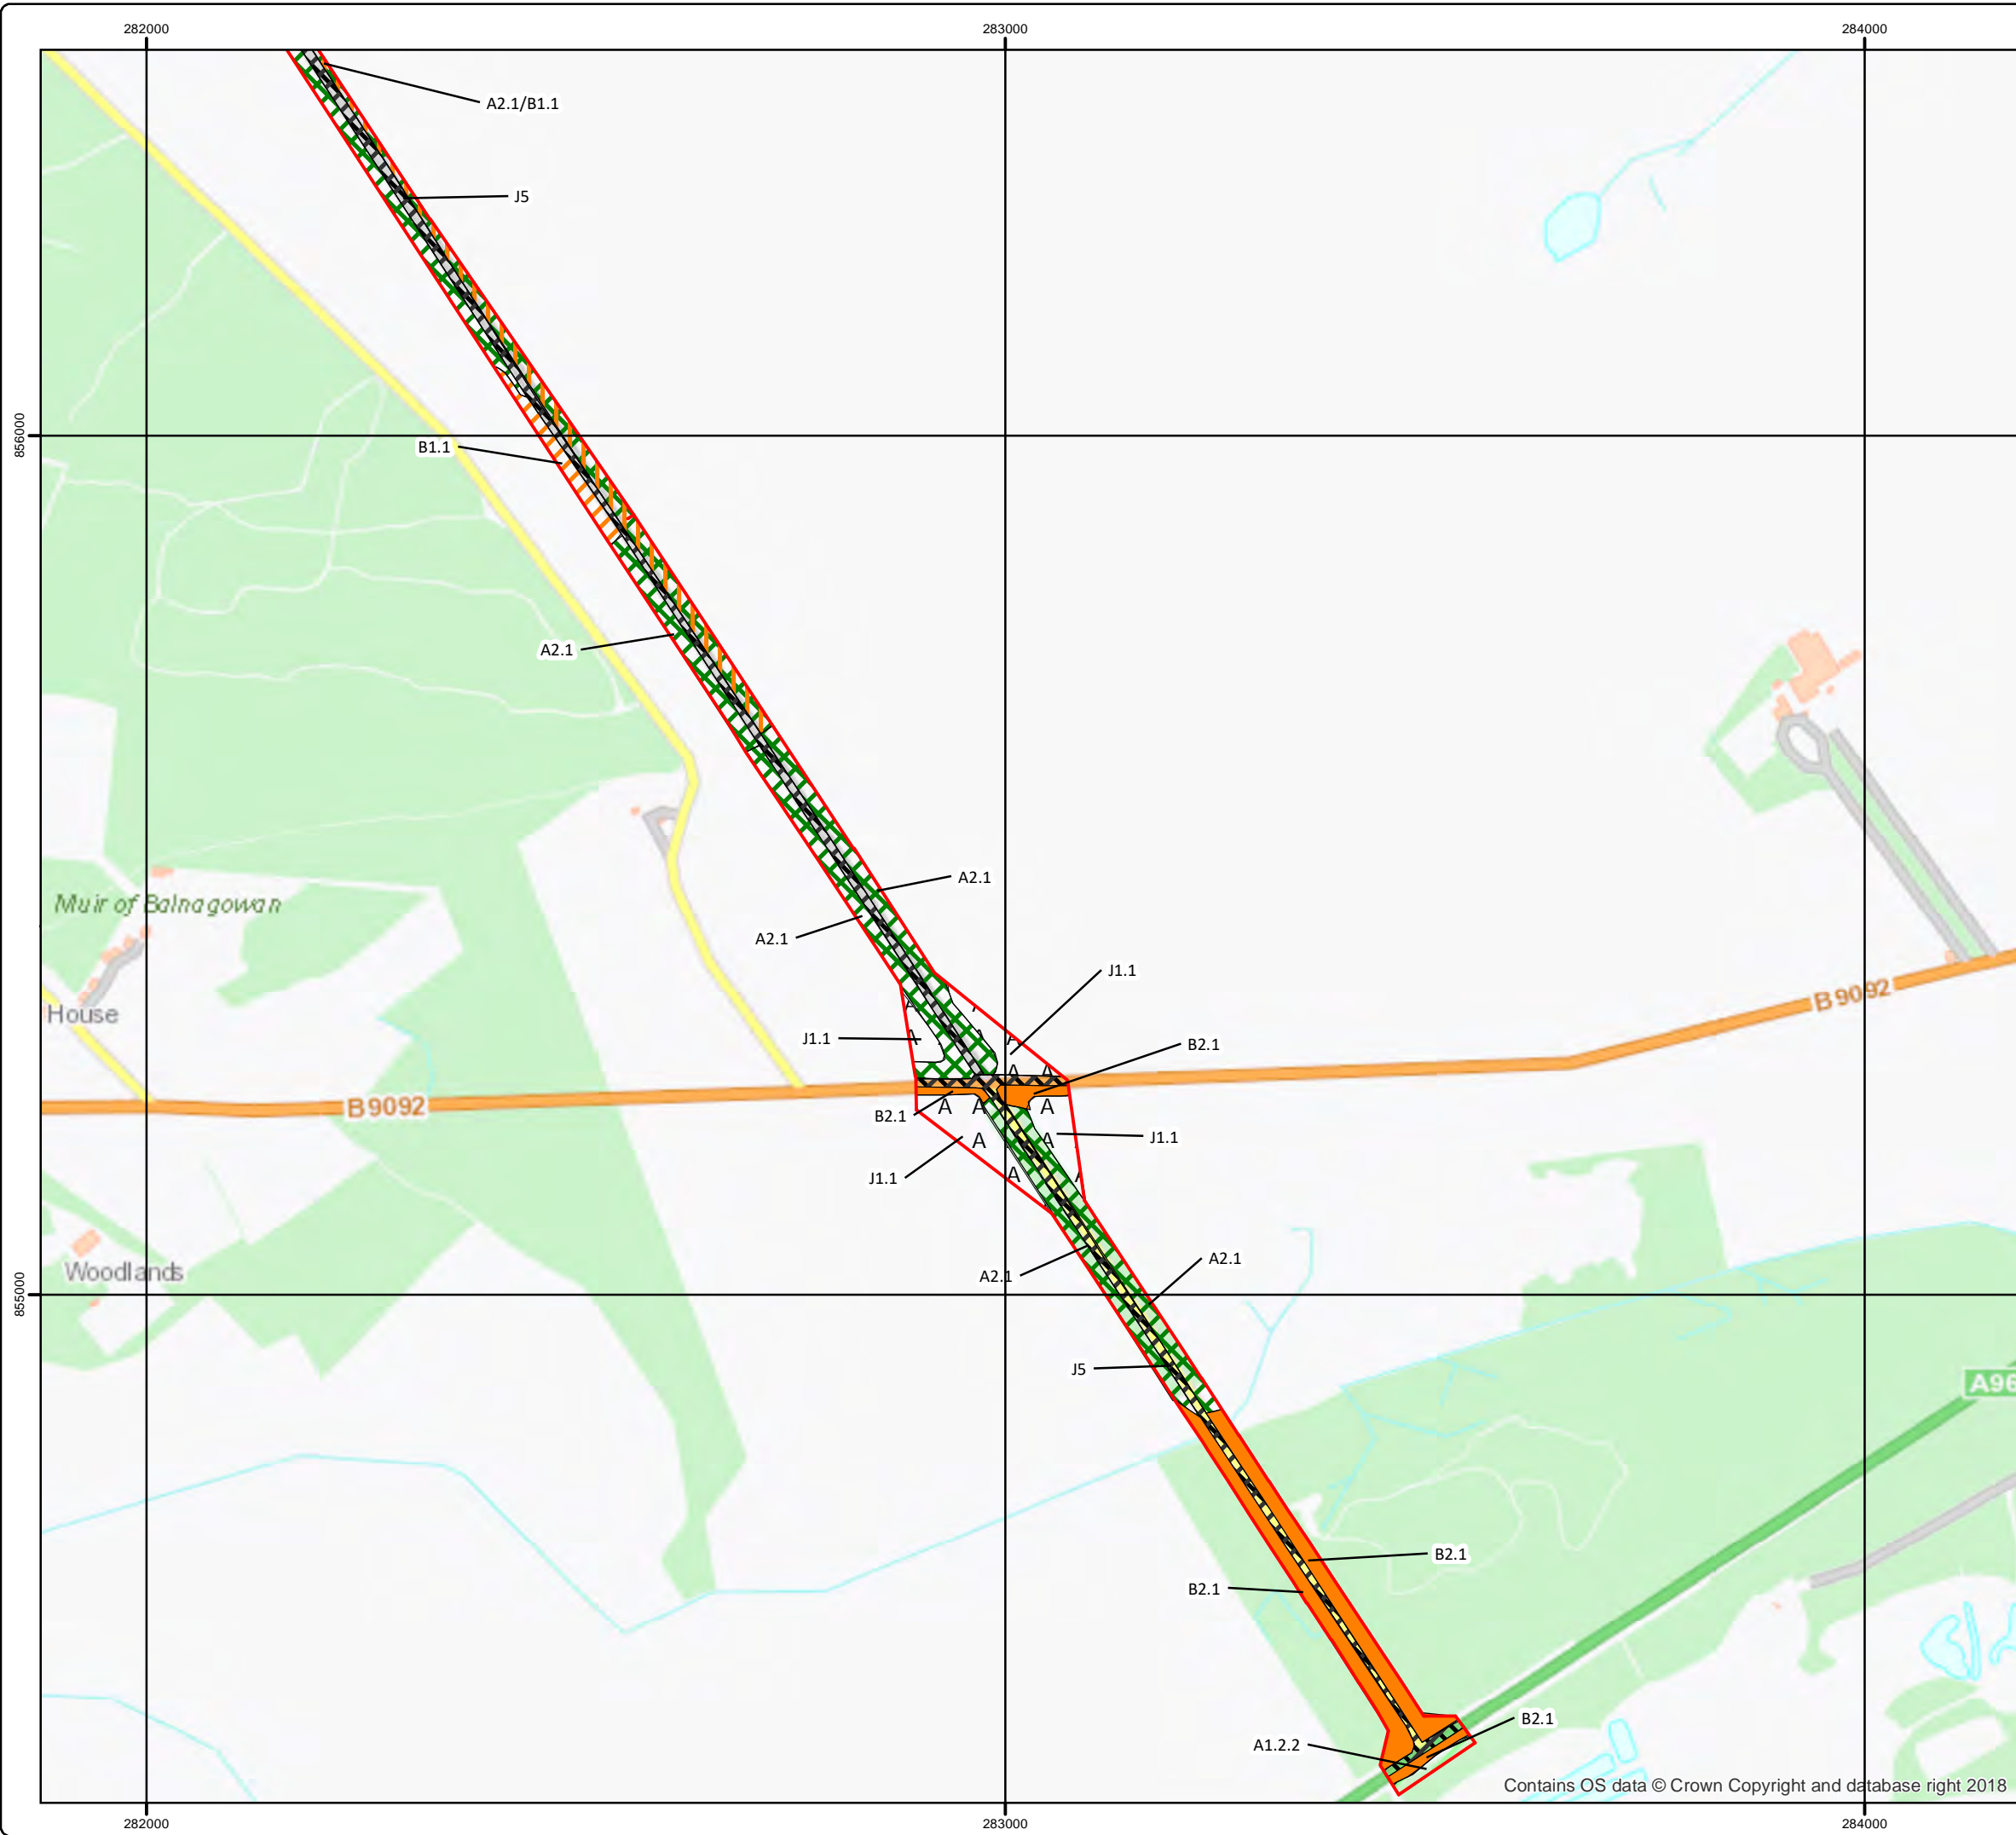 282000
283000
284000
A2.1/B1.1
J5
856000
B1.1
A2.1
A2.1
Muir of Balnagowan
A2.1
J1.1
B 9092
House
A
A
A
A
J1.1
B2.1
A
A
B 9092
B2.1
A
A
A
J1.1
A
A
J1.1
A
A
Woodlands
A2.1
A2.1
855000
J5
A96
B2.1
B2.1
B2.1
A1.2.2
Contains OS data © Crown Copyright and database right 2018
282000
283000
284000